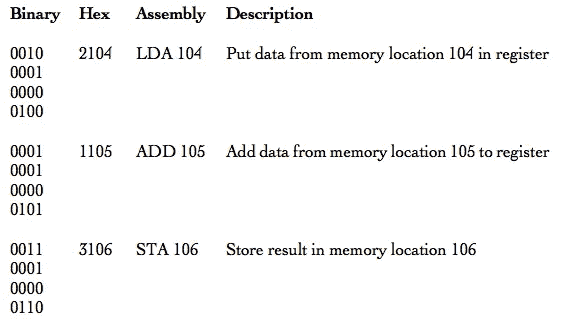 Binary Hex Assembly Description
0010 2104 LDA 104 Put data from memory location 104 in register
0001
0000
0100
0001 1105 ADD 105 Add data from memory location 105 to register
0001
0000
0101
0011 3106 STA 106 Store result in memory location 106
0001
0000
0110